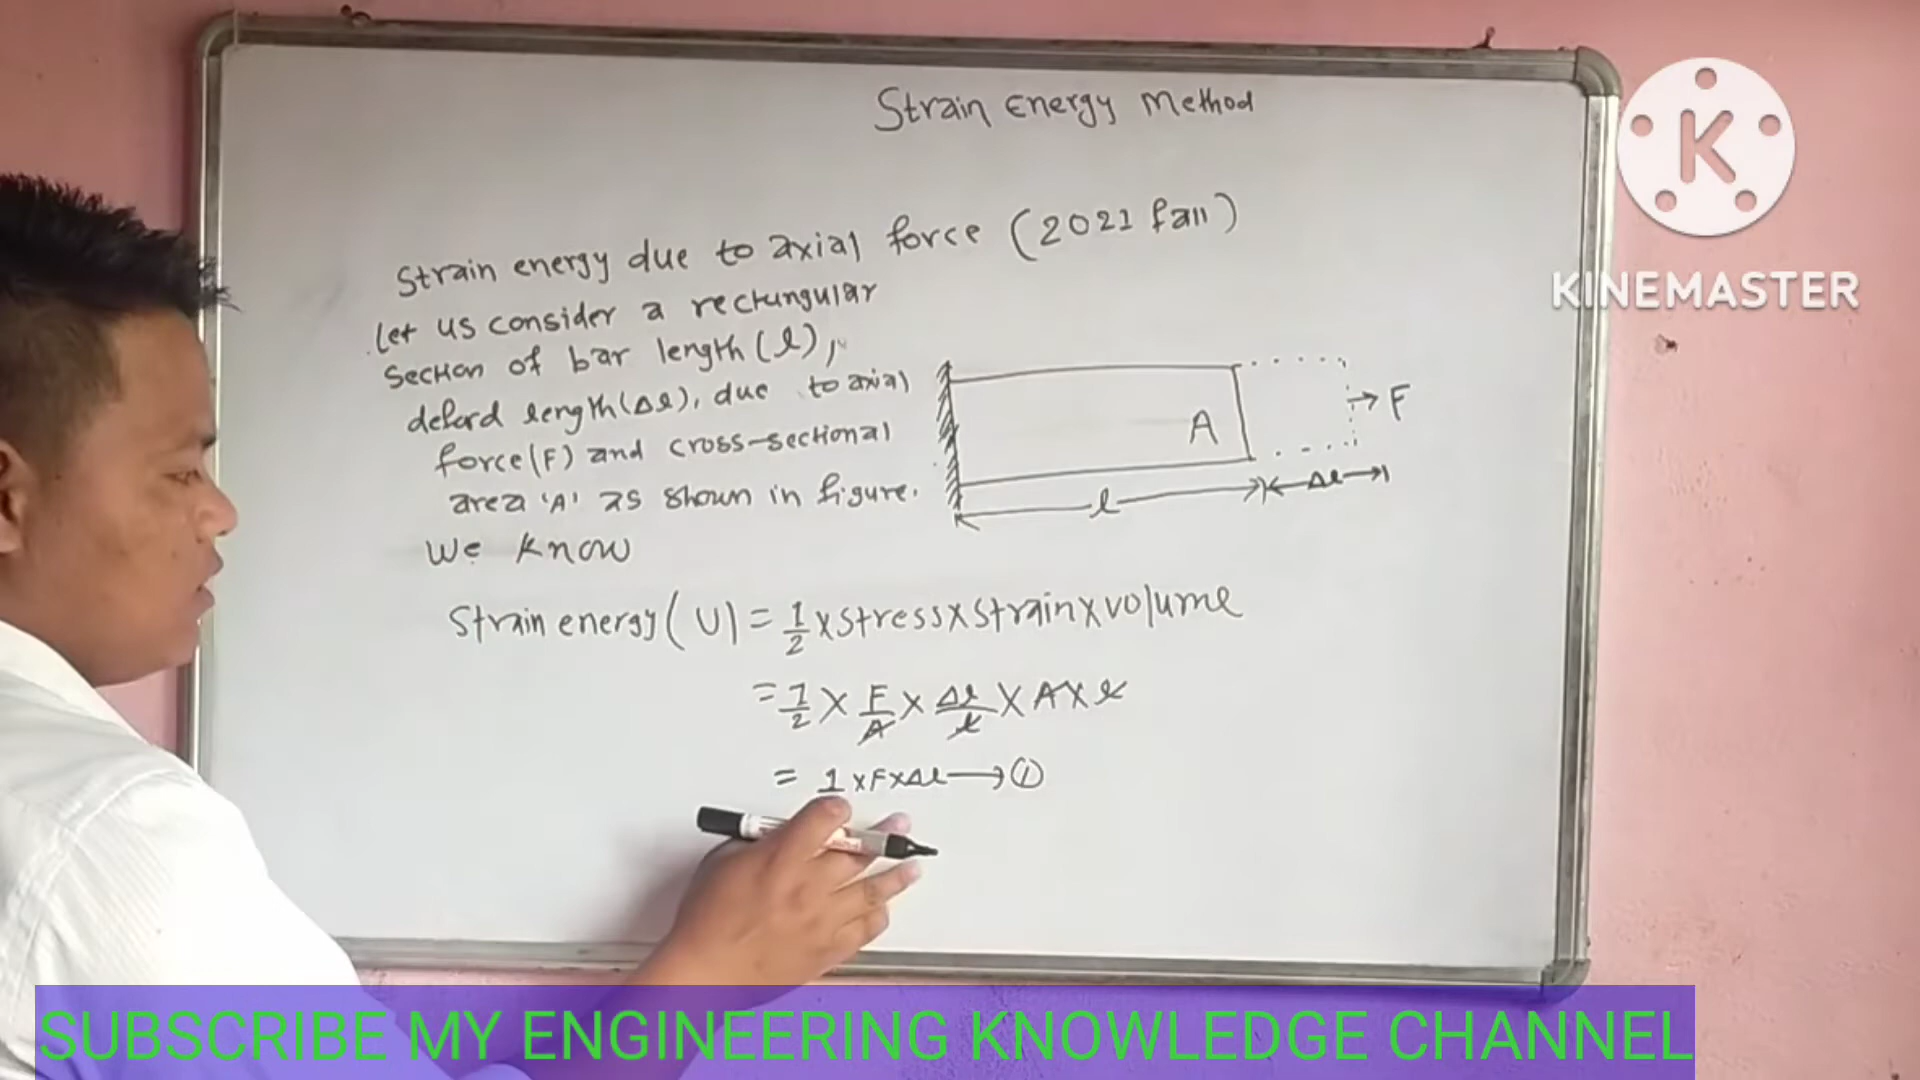 Strain Energy Method
Strain energy due to axial force (2021 fall)
Let us consider a rectungular
section of bar length (l),
deford length (Δl), due to axial
force (F) and cross-sectional
area 'A' as shown in figure.
We know
A
F
l
Δl
Strain energy (U) = 1/2 x stress x strain x volume
= 1/2 x F/A x Δl/l x A x l
= 1 x F x Δl → ①
K
KINEMASTER
SUBSCRIBE MY ENGINEERING KNOWLEDGE CHANNEL